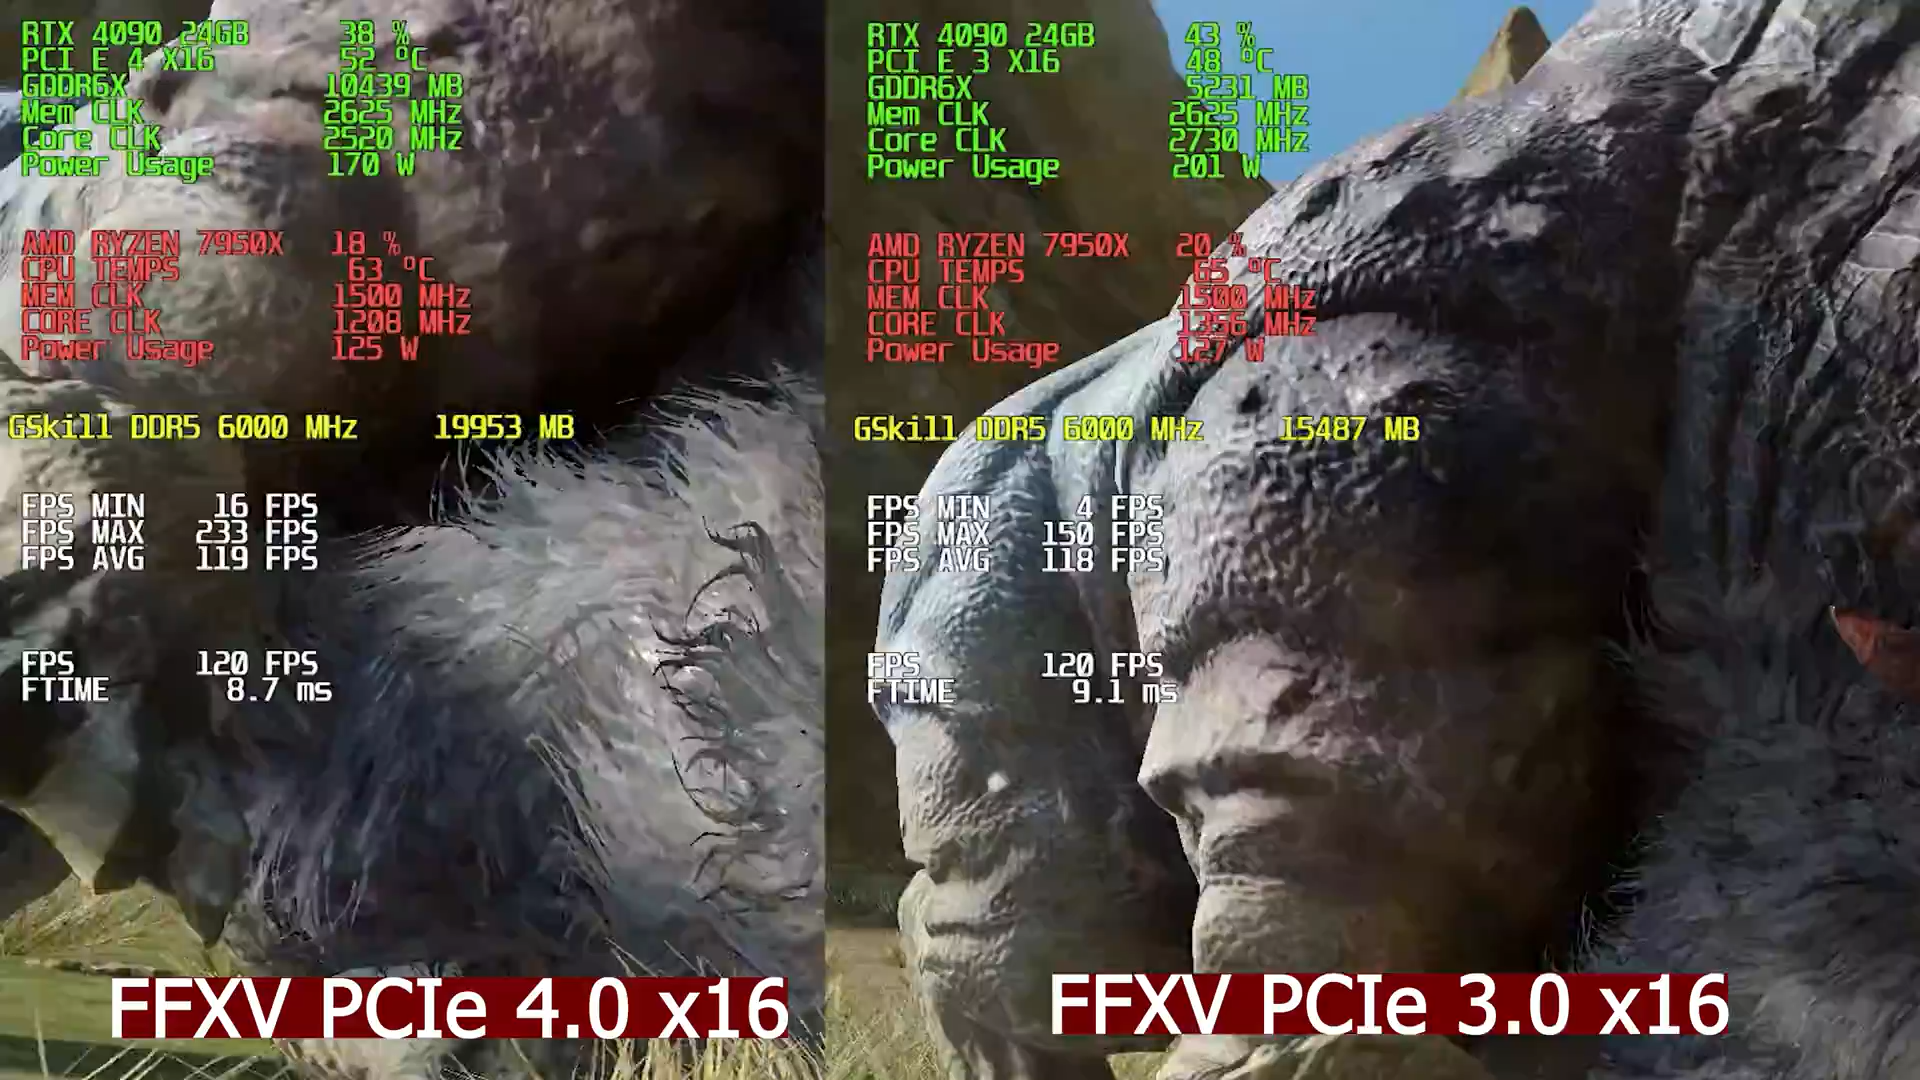 RTX 4090 24GB 38 %
PCI E 4 X16 52 °C
GDDR6X 10439 MB
Mem CLK 2625 MHz
Core CLK 2520 MHz
Power Usage 170 W
AMD RYZEN 7950X 18 %
CPU TEMPS 63 °C
MEM CLK 1500 MHz
CORE CLK 1208 MHz
Power Usage 125 W
GSkill DDR5 6000 MHz 19953 MB
FPS MIN 16 FPS
FPS MAX 233 FPS
FPS AVG 119 FPS
FPS 120 FPS
FTIME 8.7 ms
FFXV PCIe 4.0 x16
RTX 4090 24GB 43 %
PCI E 3 X16 48 °C
GDDR6X 5231 MB
Mem CLK 2625 MHz
Core CLK 2730 MHz
Power Usage 201 W
AMD RYZEN 7950X 20 %
CPU TEMPS 65 °C
MEM CLK 1500 MHz
CORE CLK 1356 MHz
Power Usage 127 W
GSkill DDR5 6000 MHz 15487 MB
FPS MIN 4 FPS
FPS MAX 150 FPS
FPS AVG 118 FPS
FPS 120 FPS
FTIME 9.1 ms
FFXV PCIe 3.0 x16